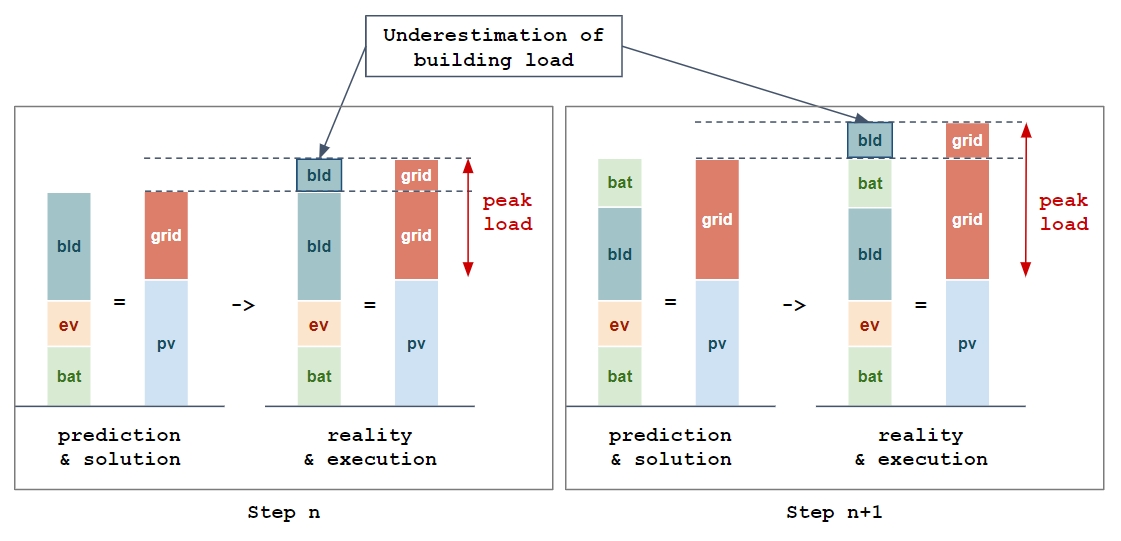 Underestimation of
building load
bld
ev
bat
=
grid
pv
->
bld
bld
ev
bat
=
grid
grid
pv
peak
load
prediction
& solution
reality
& execution
Step n
bat
bld
ev
bat
=
grid
pv
->
bld
bat
bld
ev
bat
=
grid
grid
pv
peak
load
prediction
& solution
reality
& execution
Step n+1